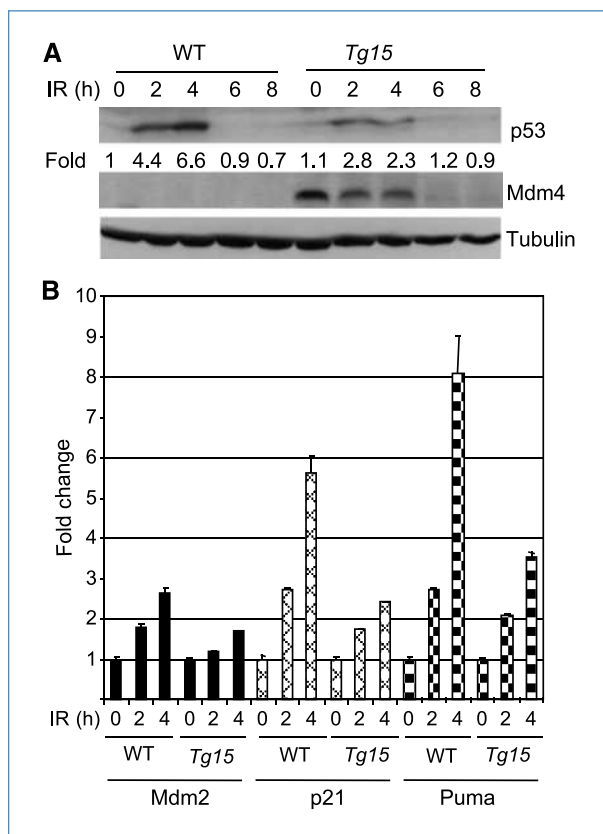 A
WT Tg15
IR (h) 0 2 4 6 8 0 2 4 6 8
p53
Fold 1 4.4 6.6 0.9 0.7 1.1 2.8 2.3 1.2 0.9
Mdm4
Tubulin
B
Fold change
10
9
8
7
6
5
4
3
2
1
IR (h) 0 2 4 0 2 4 0 2 4 0 2 4 0 2 4 0 2 4
WT Tg15 WT Tg15 WT Tg15
Mdm2 p21 Puma